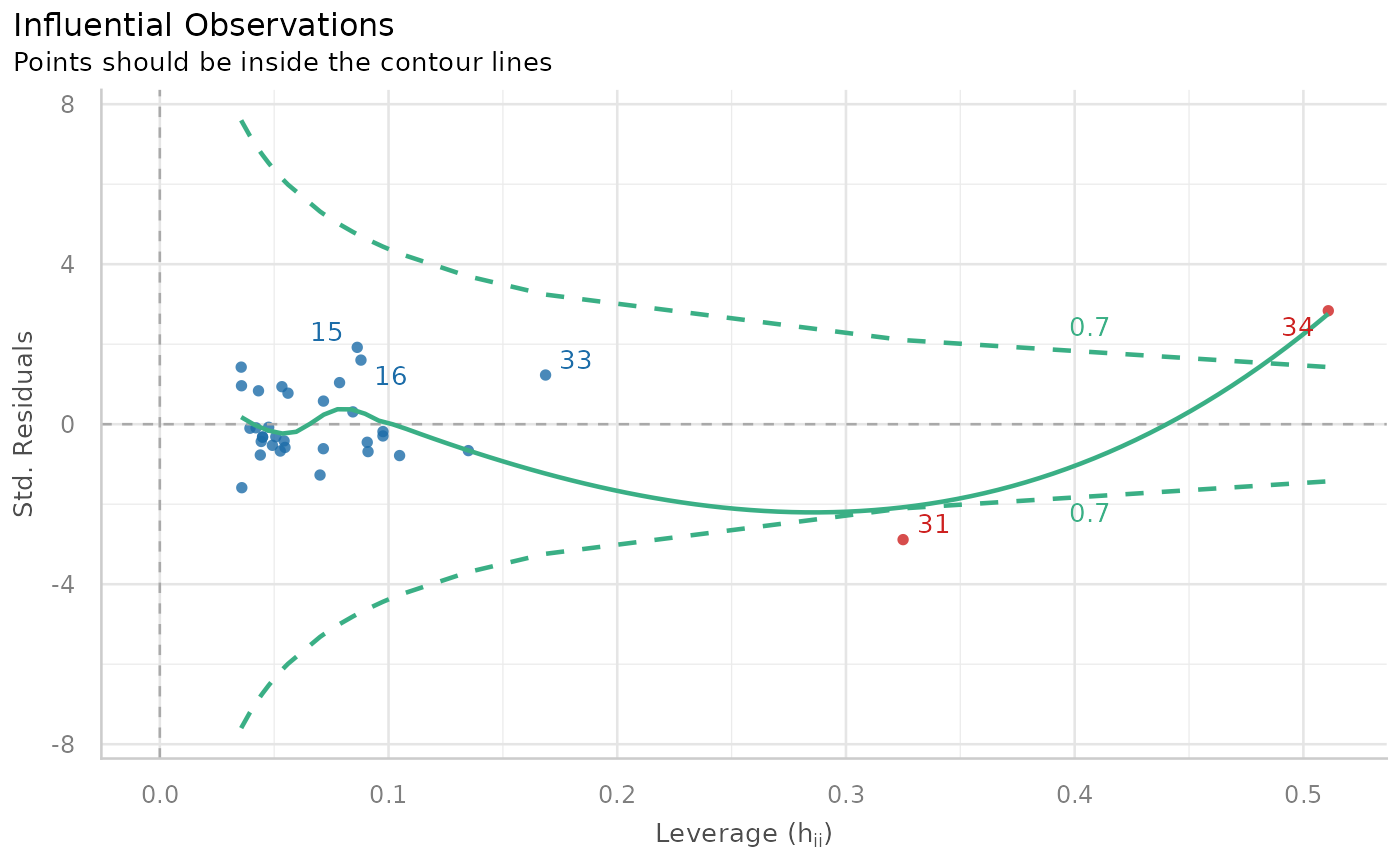 Influential Observations
Points should be inside the contour lines
8
4
0
-4
-8
Std. Residuals
15
16
33
0.7
34
31
0.7
0.0 0.1 0.2 0.3 0.4 0.5
Leverage (hii)